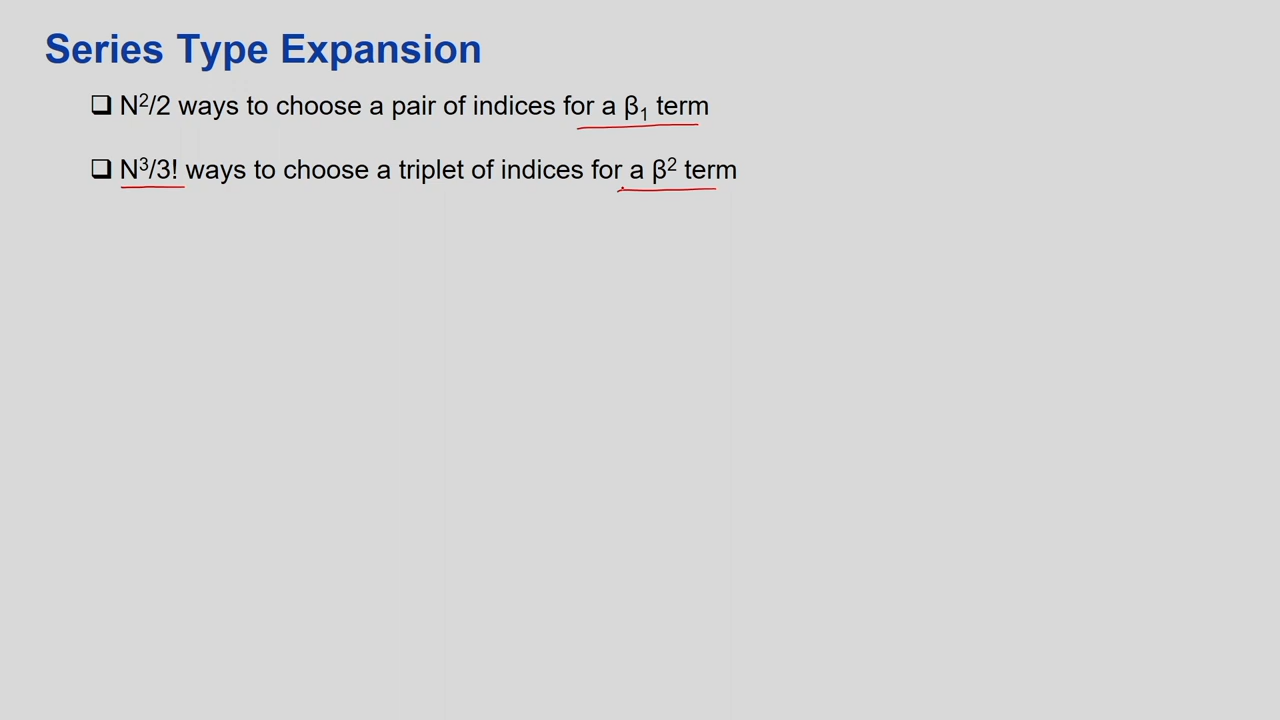 Series Type Expansion
❑ N²/2 ways to choose a pair of indices for a β₁ term
❑ N³/3! ways to choose a triplet of indices for a β² term